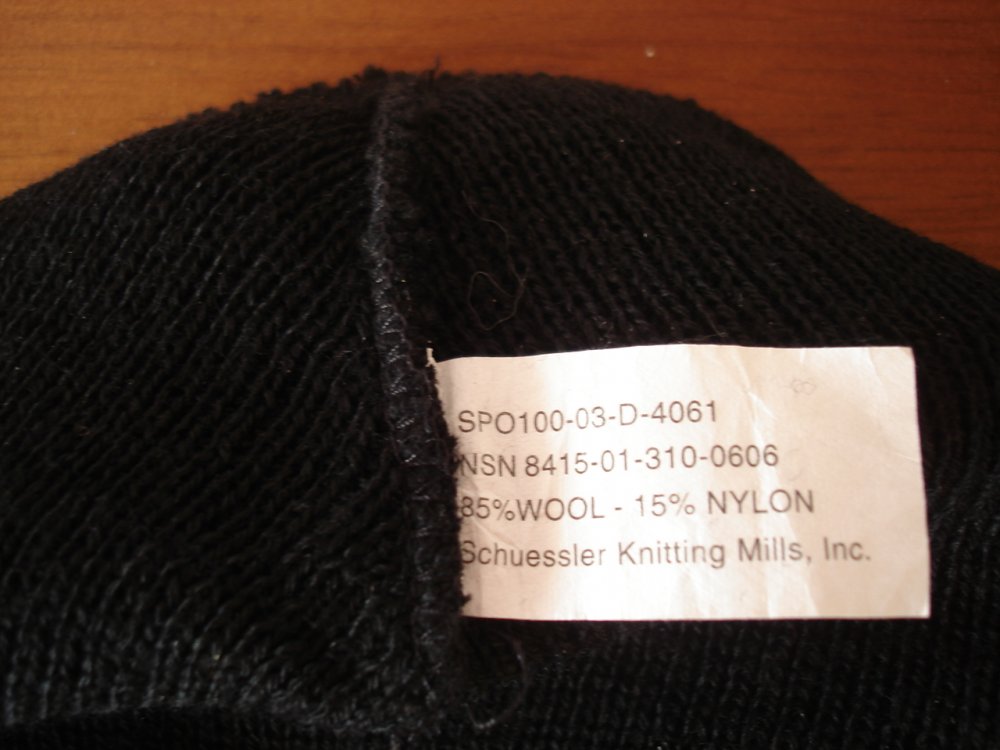 SPO100-03-D-4061
NSN 8415-01-310-0606
85%WOOL - 15% NYLON
Schuessler Knitting Mills, Inc.